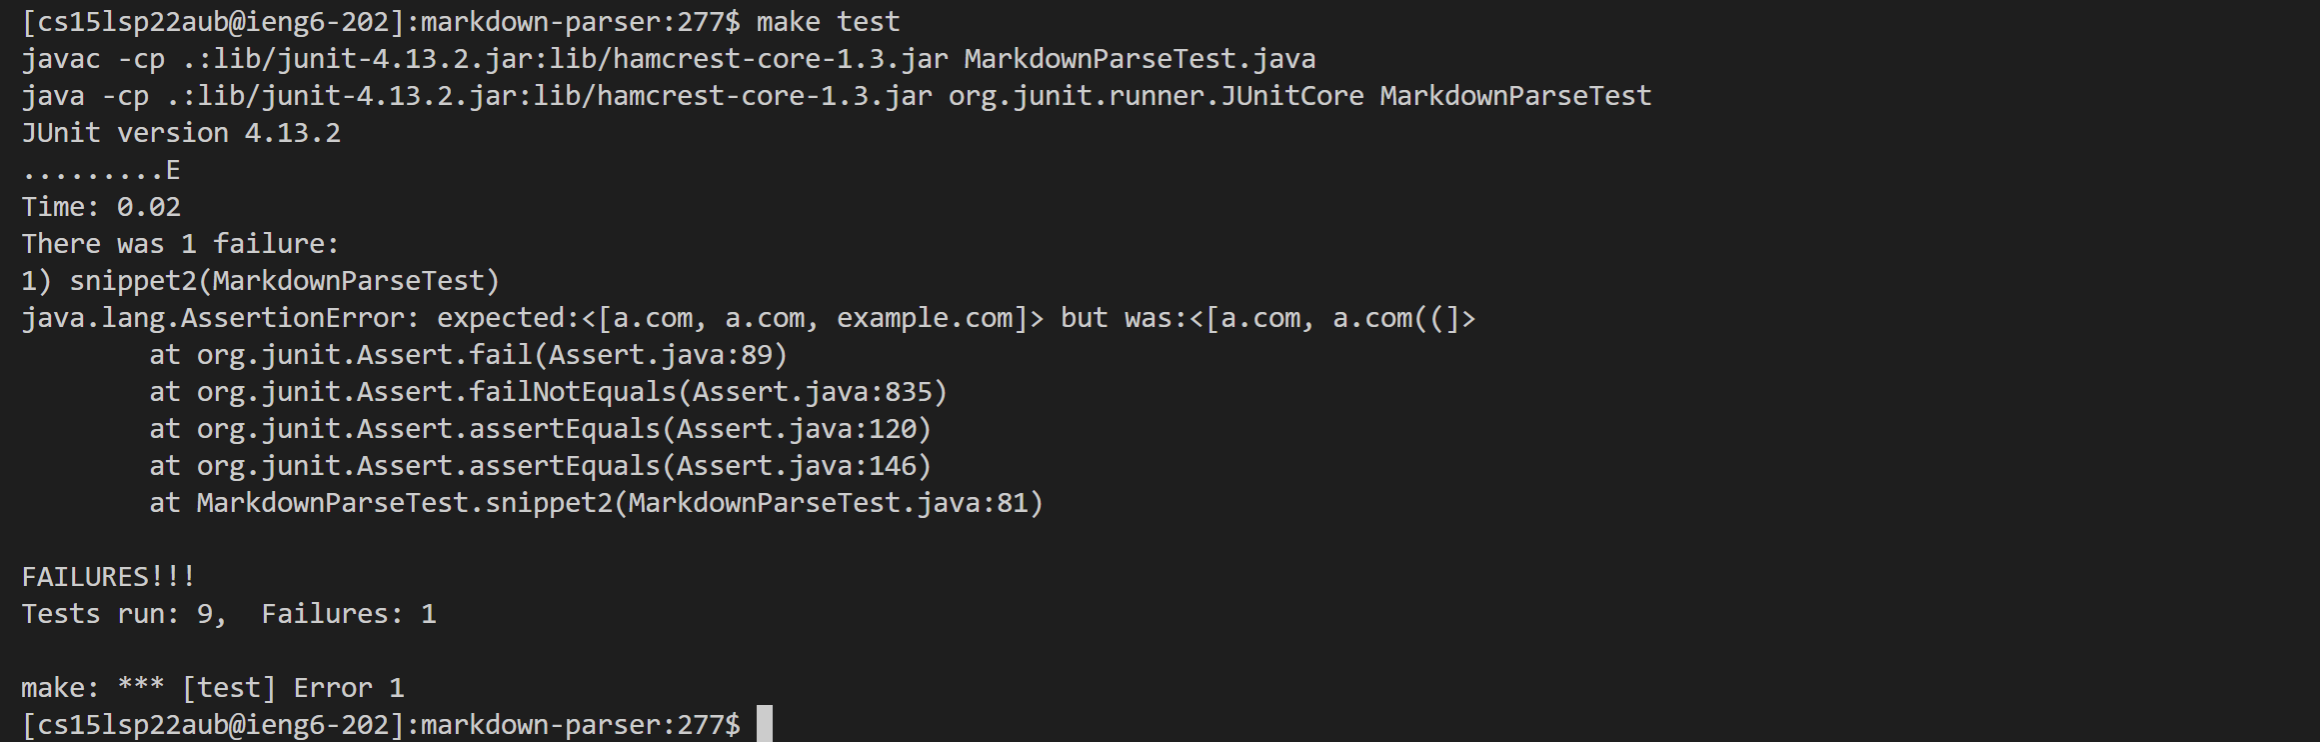 [cs15lsp22aub@ieng6-202]:markdown-parser:277$ make test
javac -cp .:lib/junit-4.13.2.jar:lib/hamcrest-core-1.3.jar MarkdownParseTest.java
java -cp .:lib/junit-4.13.2.jar:lib/hamcrest-core-1.3.jar org.junit.runner.JUnitCore MarkdownParseTest
JUnit version 4.13.2
.........E
Time: 0.02
There was 1 failure:
1) snippet2(MarkdownParseTest)
java.lang.AssertionError: expected:<[a.com, a.com, example.com]> but was:<[a.com, a.com((]>
        at org.junit.Assert.fail(Assert.java:89)
        at org.junit.Assert.failNotEquals(Assert.java:835)
        at org.junit.Assert.assertEquals(Assert.java:120)
        at org.junit.Assert.assertEquals(Assert.java:146)
        at MarkdownParseTest.snippet2(MarkdownParseTest.java:81)
FAILURES!!!
Tests run: 9,  Failures: 1
make: *** [test] Error 1
[cs15lsp22aub@ieng6-202]:markdown-parser:277$